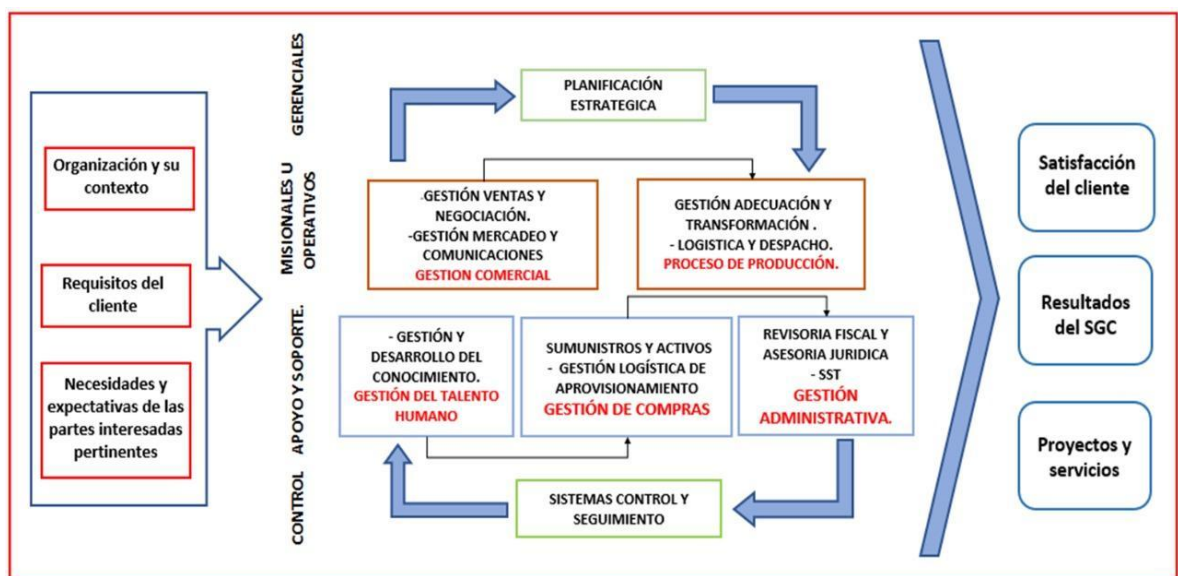 GERENCIALES
MISIONALES U
OPERATIVOS
APOYO Y SOPORTE.
CONTROL
Organización y su
contexto
Requisitos del
cliente
Necesidades y
expectativas de las
partes interesadas
pertinentes
PLANIFICACIÓN
ESTRATEGICA
-GESTIÓN VENTAS Y
NEGOCIACIÓN.
-GESTIÓN MERCADEO Y
COMUNICACIONES
GESTION COMERCIAL
GESTIÓN ADECUACIÓN Y
TRANSFORMACIÓN .
- LOGISTICA Y DESPACHO.
PROCESO DE PRODUCCIÓN.
- GESTIÓN Y
DESARROLLO DEL
CONOCIMIENTO.
GESTIÓN DEL TALENTO
HUMANO
SUMUNISTROS Y ACTIVOS
- GESTIÓN LOGÍSTICA DE
APROVISIONAMIENTO
GESTIÓN DE COMPRAS
REVISORIA FISCAL Y
ASESORIA JURIDICA
- SST
GESTIÓN
ADMINISTRATIVA.
SISTEMAS CONTROL Y
SEGUIMIENTO
Satisfacción
del cliente
Resultados
del SGC
Proyectos y
servicios